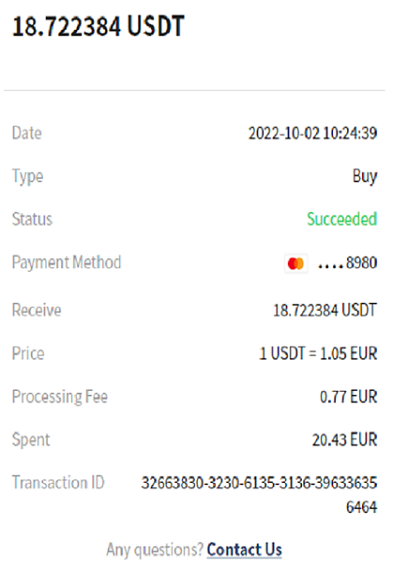 18.722384 USDT
Date 2022-10-02 10:24:39
Type Buy
Status Succeeded
Payment Method ....8980
Receive 18.722384 USDT
Price 1 USDT = 1.05 EUR
Processing Fee 0.77 EUR
Spent 20.43 EUR
Transaction ID 32663830-3230-6135-3136-39633635
6464
Any questions? Contact Us